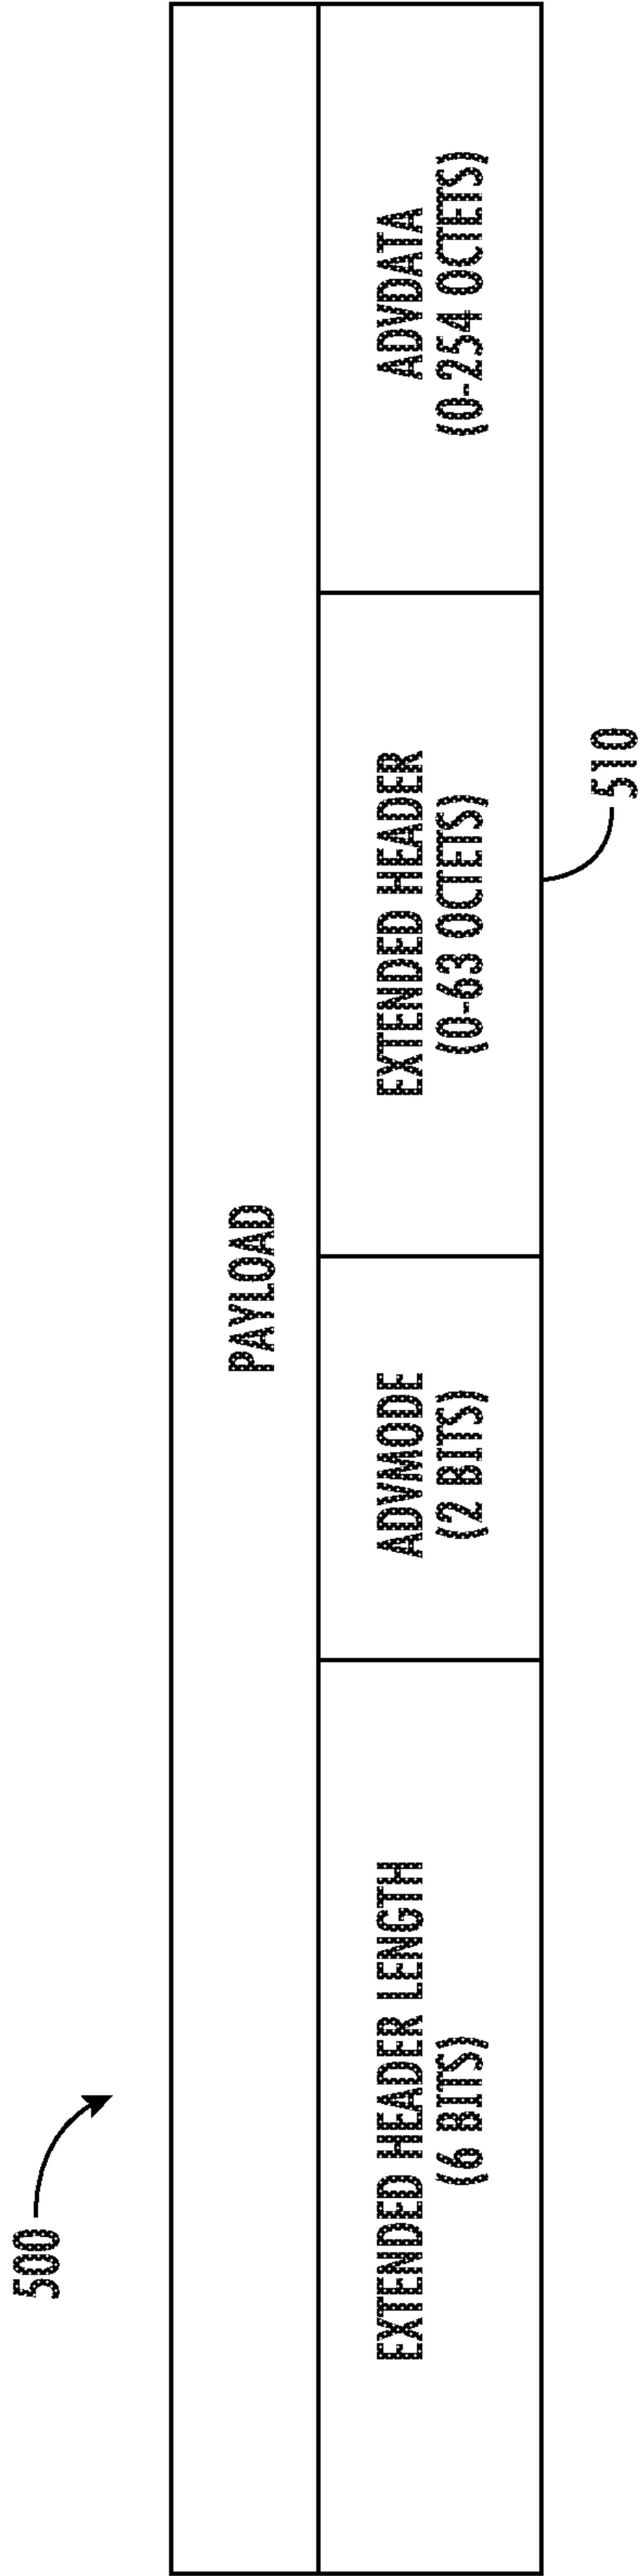 500
PAYLOAD
EXTENDED HEADER LENGTH
(6 BITS)
ADVMODE
(2 BITS)
EXTENDED HEADER
(0-63 OCTETS)
ADVDATA
(0-254 OCTETS)
510